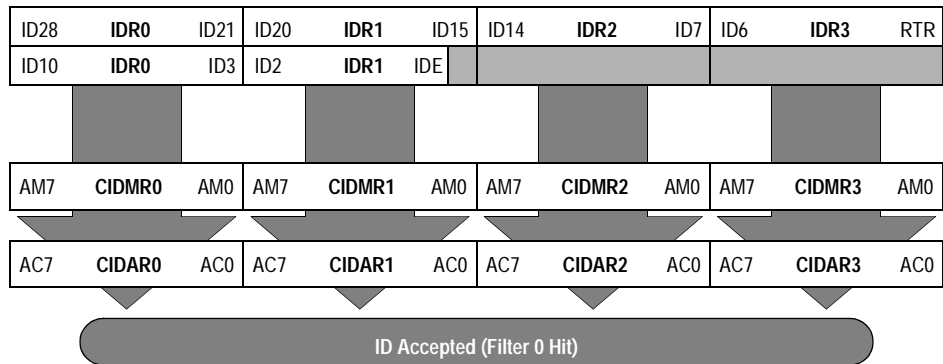 ID28 IDR0 ID21 ID20 IDR1 ID15 ID14 IDR2 ID7 ID6 IDR3 RTR
ID10 IDR0 ID3 ID2 IDR1 IDE
AM7 CIDMR0 AM0 AM7 CIDMR1 AM0 AM7 CIDMR2 AM0 AM7 CIDMR3 AM0
AC7 CIDAR0 AC0 AC7 CIDAR1 AC0 AC7 CIDAR2 AC0 AC7 CIDAR3 AC0
ID Accepted (Filter 0 Hit)